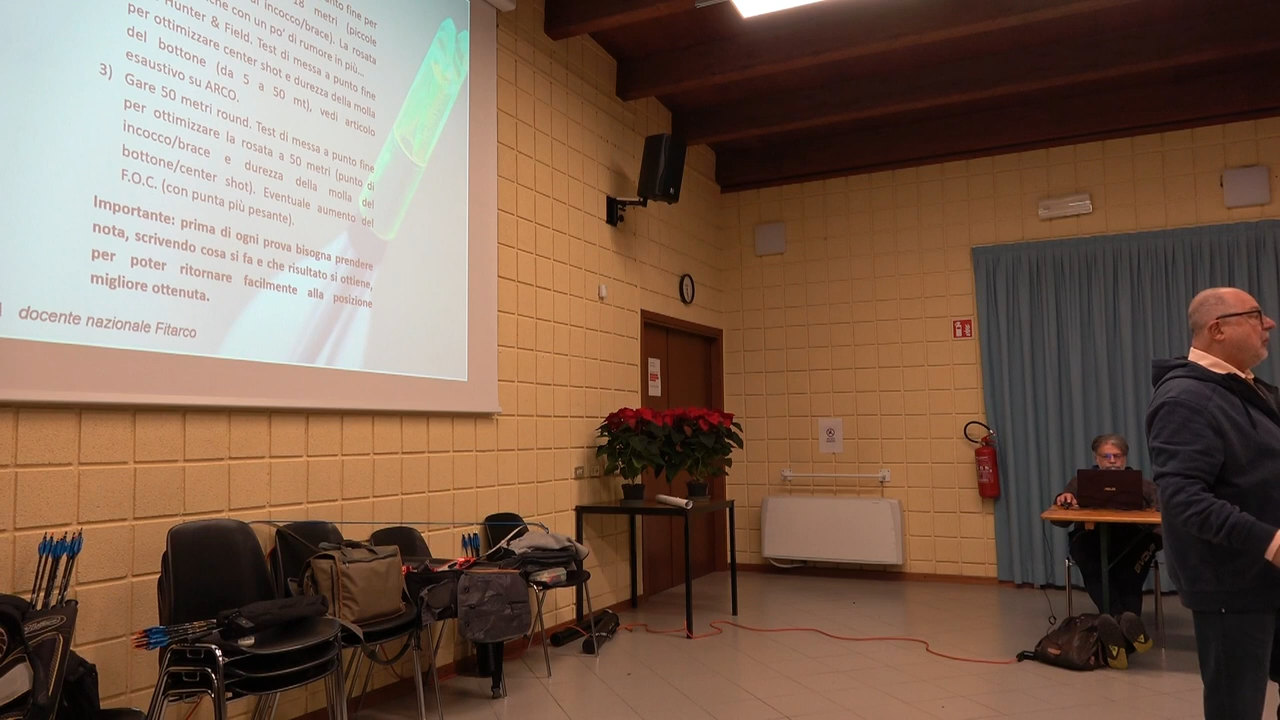 18 metri (piccole
incocco/brace). La rosata
con un po' di rumore in più...
Hunter & Field. Test di messa a punto fine
per ottimizzare center shot e durezza della molla
del bottone (da 5 a 50 mt), vedi articolo
esaustivo su ARCO.
3) Gare 50 metri round. Test di messa a punto fine
per ottimizzare la rosata a 50 metri (punto di
incocco/brace e durezza della molla del
bottone/center shot). Eventuale aumento del
F.O.C. (con punta più pesante).
Importante: prima di ogni prova bisogna prendere
nota, scrivendo cosa si fa e che risultato si ottiene,
per poter ritornare facilmente alla posizione
migliore ottenuta.
docente nazionale Fitarco